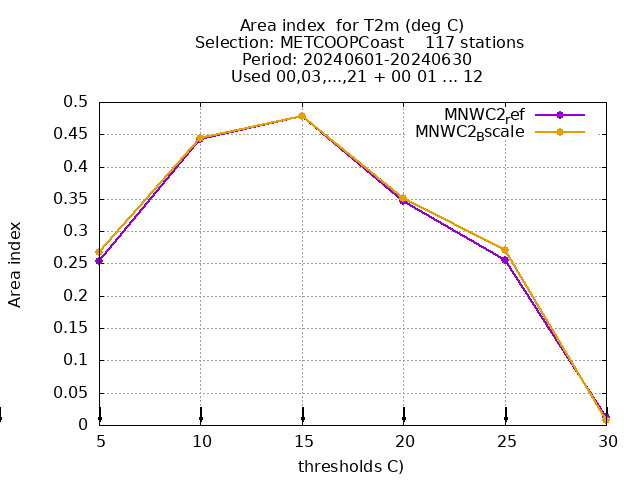 Area index  for T2m (deg C)
Selection: METCOOPCoast    117 stations
Period: 20240601-20240630
Used 00,03,...,21 + 00 01 ... 12
MNWC2ref
MNWC2Bscale
0.5
0.45
0.4
0.35
0.3
0.25
0.2
0.15
0.1
0.05
0
Area index
5 10 15 20 25 30
thresholds C)